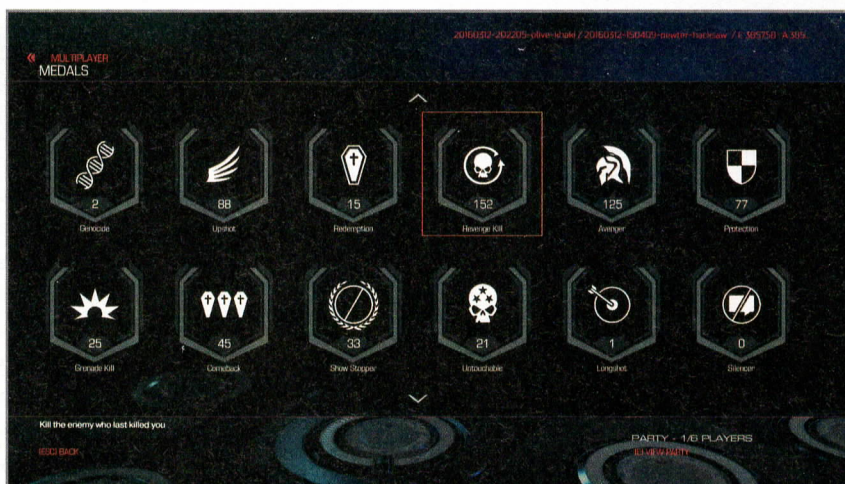 MULTIPLAYER
MEDALS
2
Genocide
88
Upshot
15
Redemption
152
Revenge Kill
125
Avenger
77
Protection
25
Grenade Kill
45
Comeback
33
Show Stopper
21
Untouchable
1
Longshot
0
Silencer
Kill the enemy who last killed you
[ESC] BACK
PARTY - 1/6 PLAYERS
VIEW PARTY